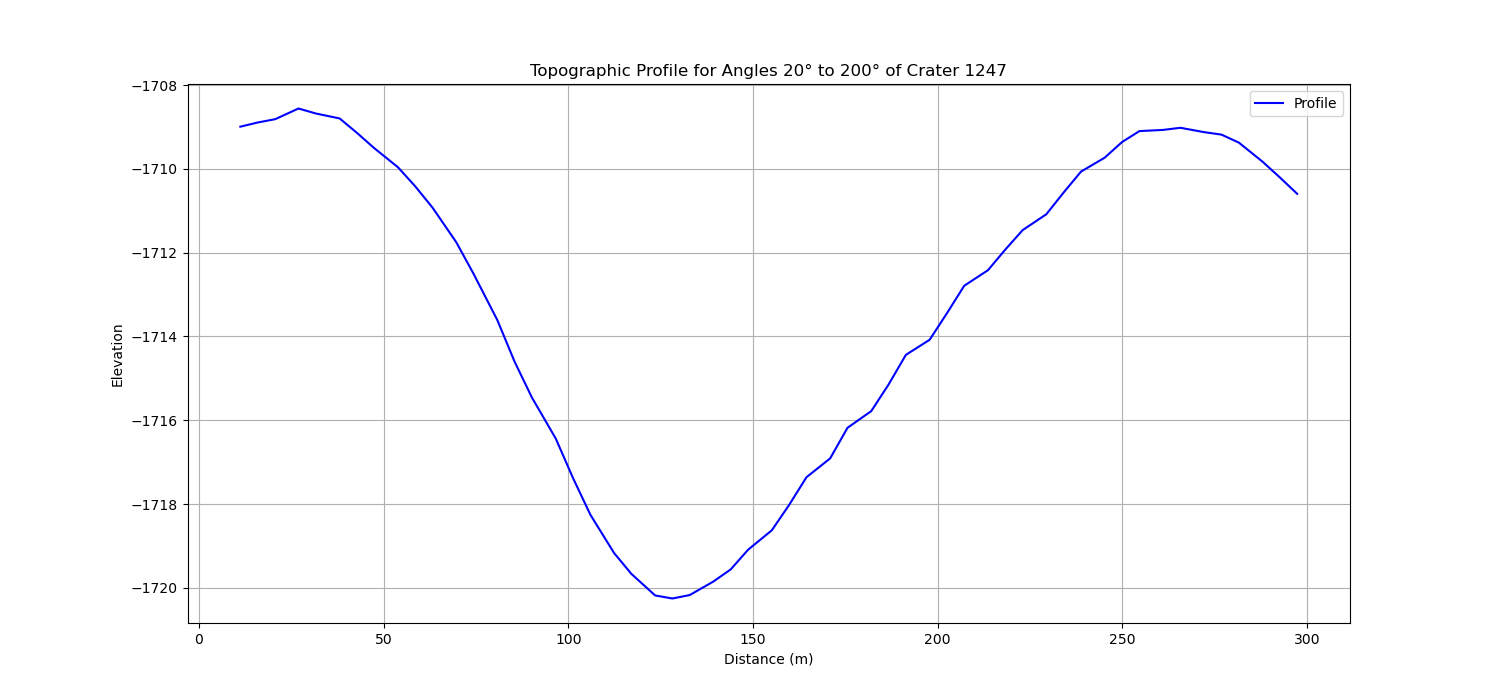 Topographic Profile for Angles 20° to 200° of Crater 1247
Profile
Elevation
−1708
−1710
−1712
−1714
−1716
−1718
−1720
0 50 100 150 200 250 300
Distance (m)